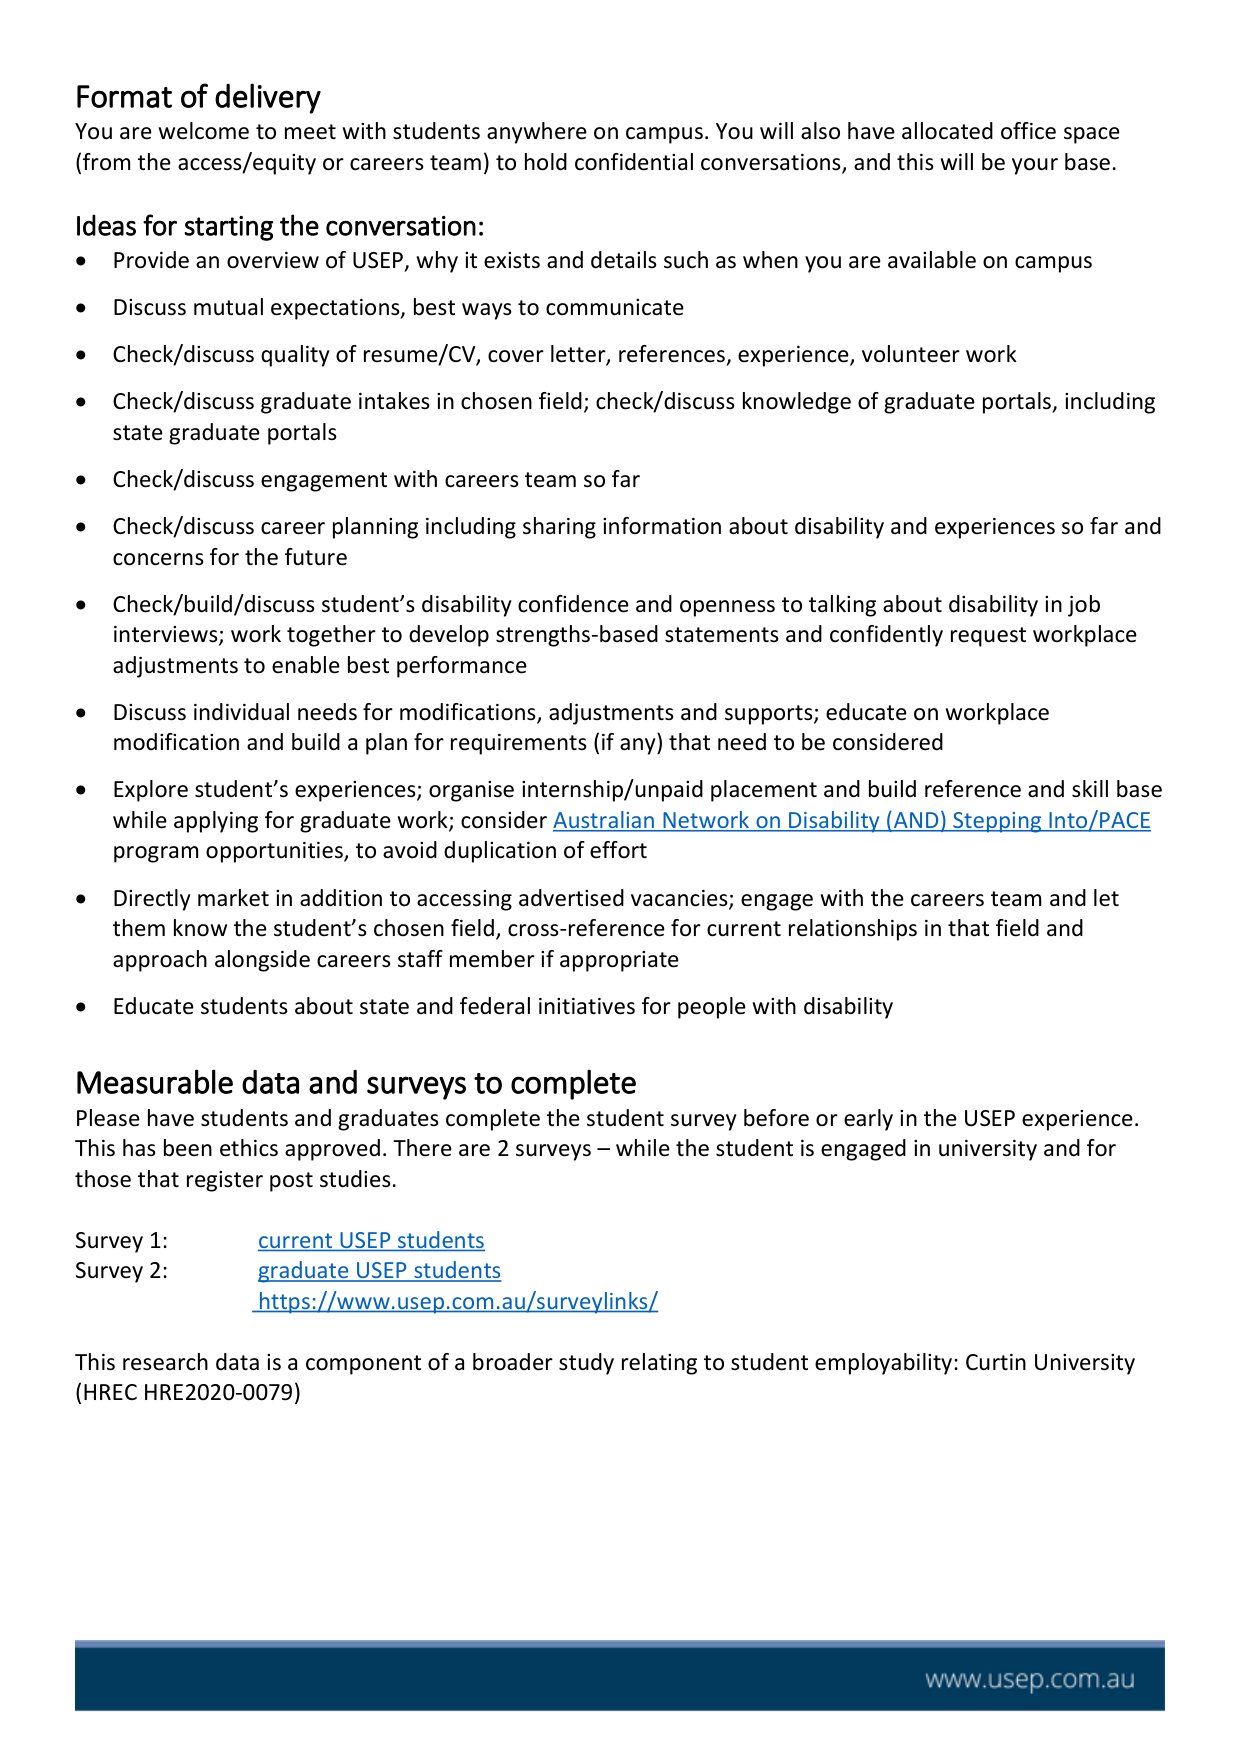 Format of delivery
You are welcome to meet with students anywhere on campus. You will also have allocated office space
(from the access/equity or careers team) to hold confidential conversations, and this will be your base.
Ideas for starting the conversation:
• Provide an overview of USEP, why it exists and details such as when you are available on campus
• Discuss mutual expectations, best ways to communicate
• Check/discuss quality of resume/CV, cover letter, references, experience, volunteer work
• Check/discuss graduate intakes in chosen field; check/discuss knowledge of graduate portals, including
state graduate portals
• Check/discuss engagement with careers team so far
• Check/discuss career planning including sharing information about disability and experiences so far and
concerns for the future
• Check/build/discuss student’s disability confidence and openness to talking about disability in job
interviews; work together to develop strengths-based statements and confidently request workplace
adjustments to enable best performance
• Discuss individual needs for modifications, adjustments and supports; educate on workplace
modification and build a plan for requirements (if any) that need to be considered
• Explore student’s experiences; organise internship/unpaid placement and build reference and skill base
while applying for graduate work; consider Australian Network on Disability (AND) Stepping Into/PACE
program opportunities, to avoid duplication of effort
• Directly market in addition to accessing advertised vacancies; engage with the careers team and let
them know the student’s chosen field, cross-reference for current relationships in that field and
approach alongside careers staff member if appropriate
• Educate students about state and federal initiatives for people with disability
Measurable data and surveys to complete
Please have students and graduates complete the student survey before or early in the USEP experience.
This has been ethics approved. There are 2 surveys – while the student is engaged in university and for
those that register post studies.
Survey 1: current USEP students
Survey 2: graduate USEP students
https://www.usep.com.au/surveylinks/
This research data is a component of a broader study relating to student employability: Curtin University
(HREC HRE2020-0079)
www.usep.com.au